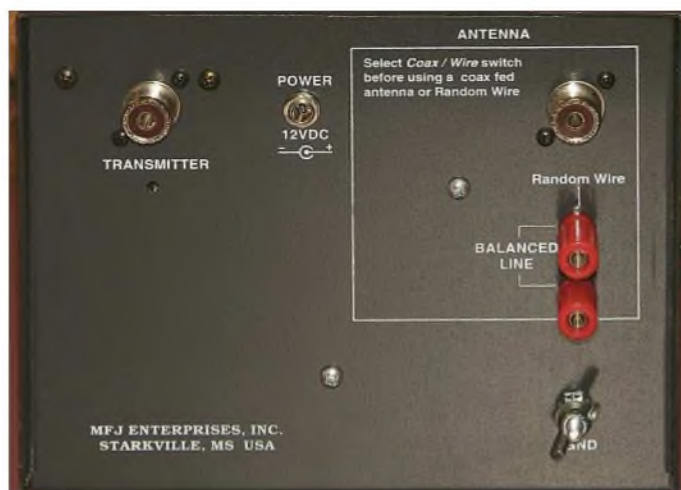 ANTENNA
Select Coax / Wire switch
before using a coax fed
antenna or Random Wire
POWER
12VDC
- +
TRANSMITTER
Random Wire
BALANCED
LINE
MFJ ENTERPRISES, INC.
STARKVILLE, MS USA
GND